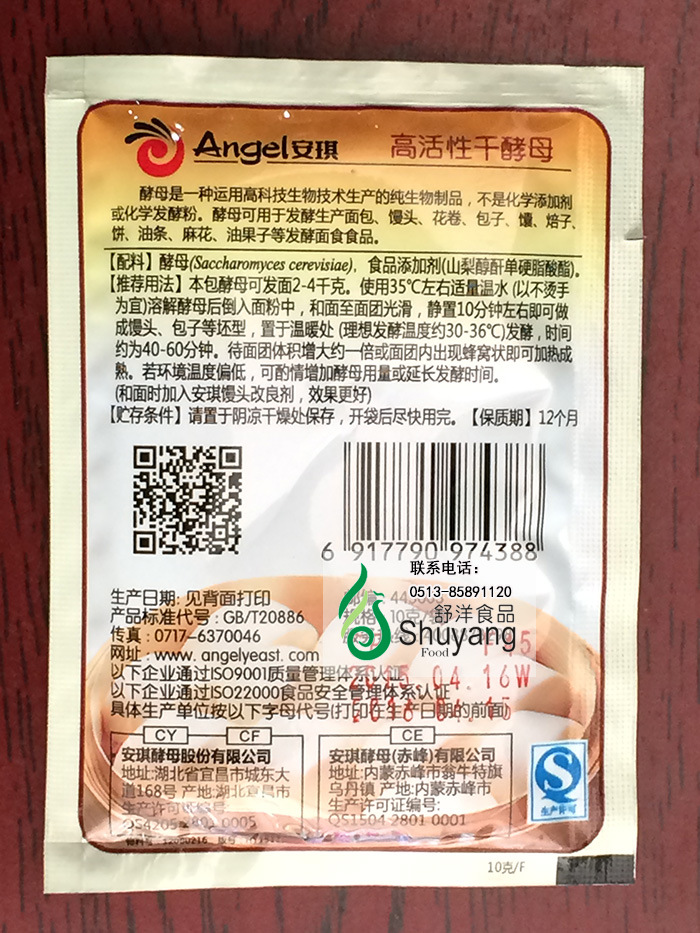 Angel安琪 高活性干酵母
酵母是一种运用高科技生物技术生产的纯生物制品，不是化学添加剂
或化学发酵粉。酵母可用于发酵生产面包、馒头、花卷、包子、馕、焙子、
饼、油条、麻花、油果子等发酵面食食品。
【配料】酵母(Saccharomyces cerevisiae)，食品添加剂(山梨醇酐单硬脂酸酯)。
【推荐用法】本包酵母可发面2-4千克。使用35℃左右适量温水 (以不烫手
为宜)溶解酵母后倒入面粉中，和面至面团光滑，静置10分钟左右即可做
成馒头、包子等坯型，置于温暖处 (理想发酵温度约30-36℃)发酵，时间
约为40-60分钟。待面团体积增大约一倍或面团内出现蜂窝状即可加热成
熟。若环境温度偏低，可酌情增加酵母用量或延长发酵时间。
(和面时加入安琪馒头改良剂，效果更好)
【贮存条件】请置于阴凉干燥处保存，开袋后尽快用完。【保质期】12个月
6 917790 974388
联系电话：
0513-85891120
舒洋食品
Shuyang
Food
生产日期: 见背面打印
产品标准代号: GB/T20886
传真: 0717-6370046
网址: www. angelyeast. com
以下企业通过ISO9001质量管理体系认证
以下企业通过ISO22000食品安全管理体系认证
具体生产单位按以下字母代号(打印在生产日期的前面)
04.16W
CY CF
安琪酵母股份有限公司
地址:湖北省宜昌市城东大
道168号 产地:湖北宜昌市
生产许可证编号:
QS4205 2801 0005
CE
安琪酵母(赤峰)有限公司
地址:内蒙赤峰市翁牛特旗
乌丹镇 产地:内蒙赤峰市
生产许可证编号:
QS1504 2801 0001
生产许可
10克/F